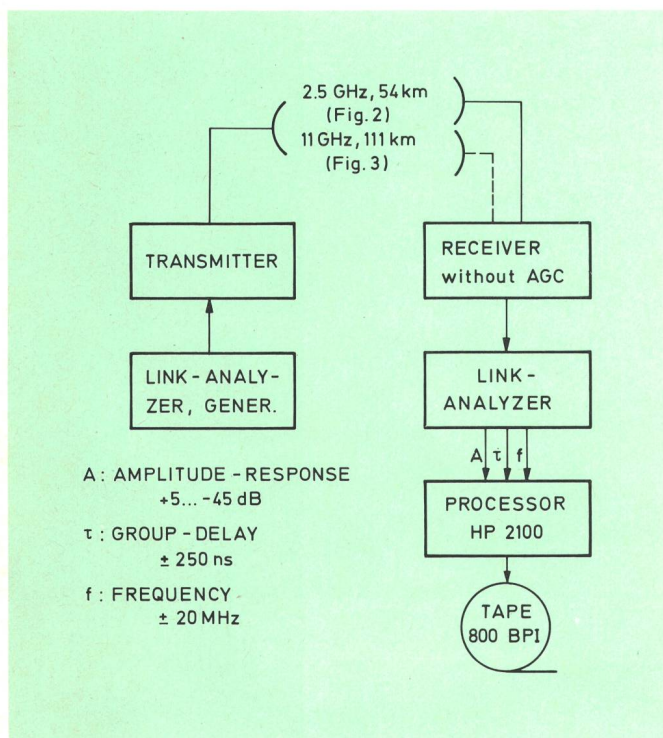 2.5 GHz, 54 km
(Fig. 2)
11 GHz, 111 km
(Fig. 3)
TRANSMITTER
RECEIVER
without AGC
LINK-ANALY-
ZER, GENER.
LINK-
ANALYZER
A τ f
A: AMPLITUDE-RESPONSE
+5...-45 dB
τ: GROUP-DELAY
± 250 ns
f: FREQUENCY
± 20 MHz
PROCESSOR
HP 2100
TAPE
800 BPI